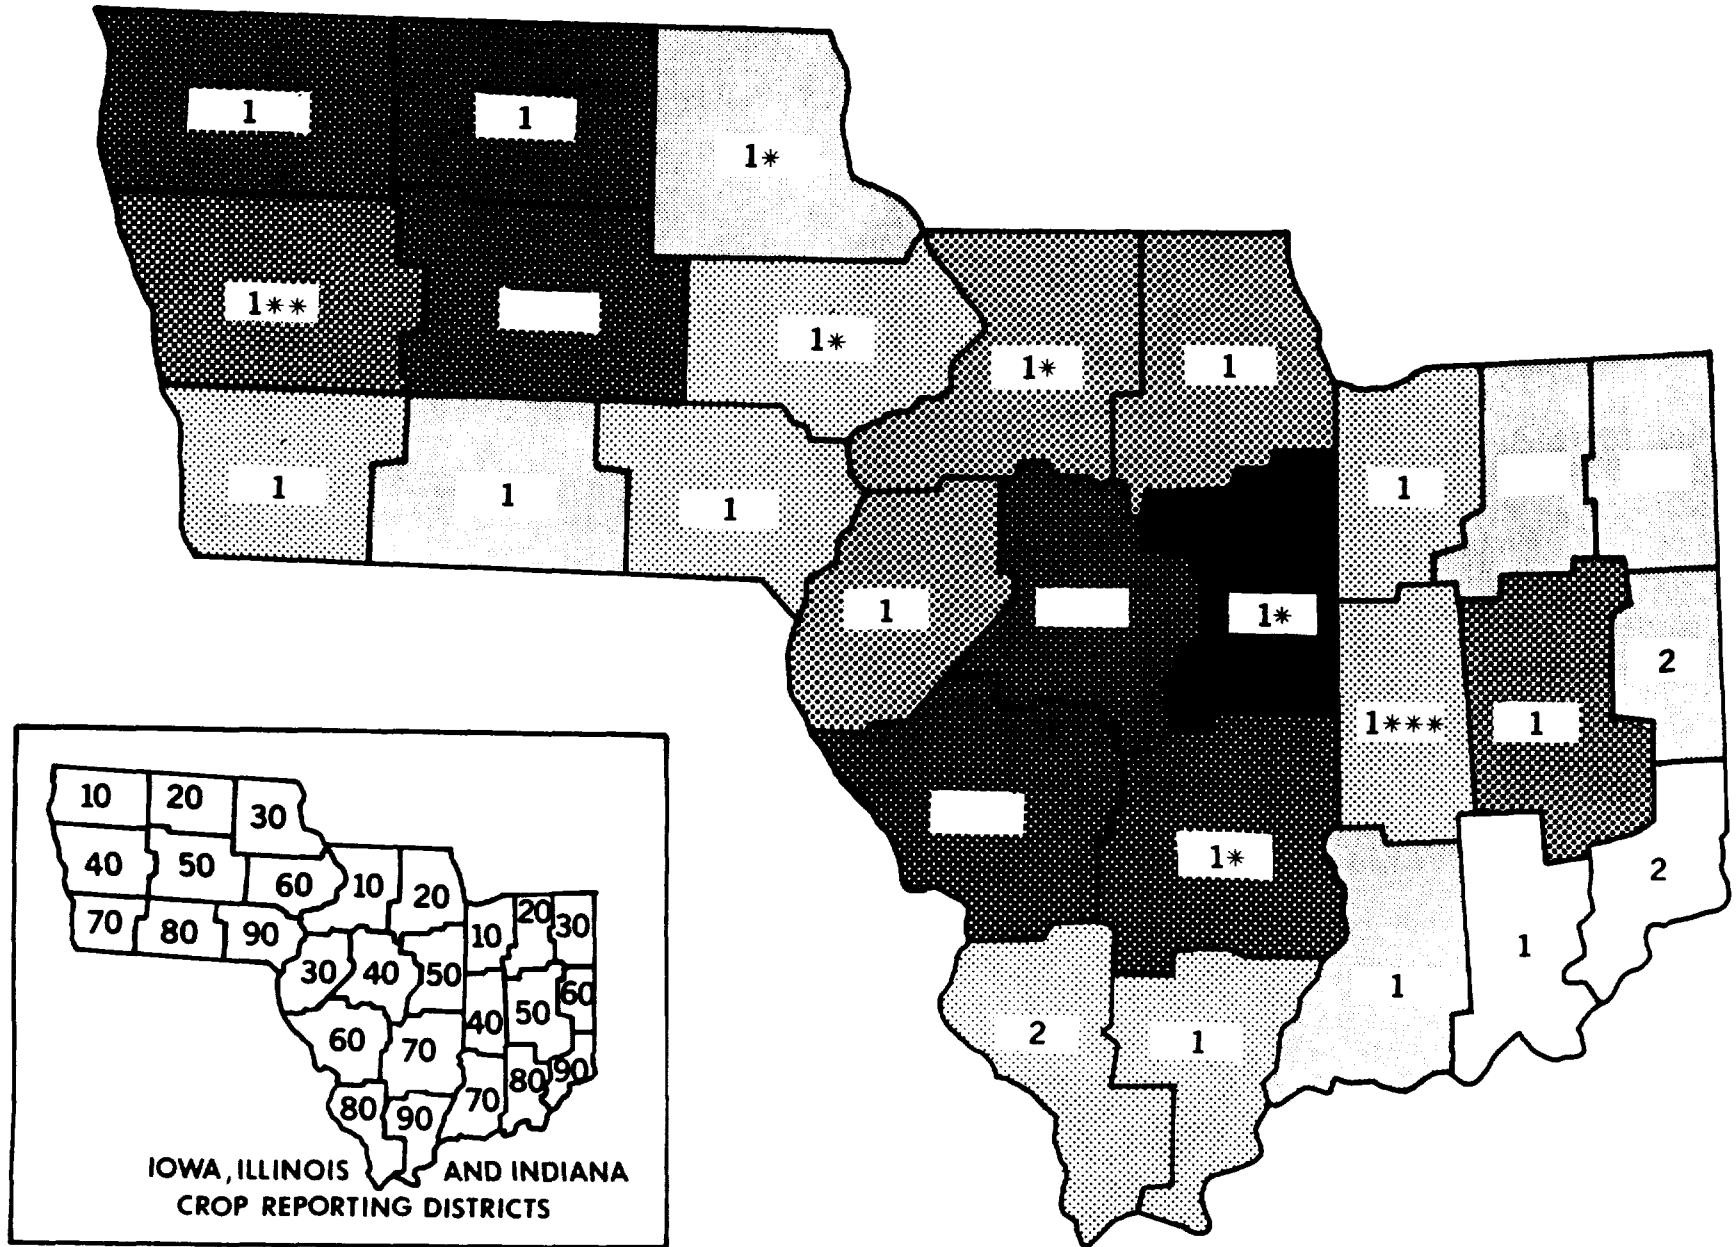 1 1 1*
1** 1* 1* 1
1 1 1 1
1 1* 2
1*** 1
1* 2
2 1 1 1
10 20 30
40 50 60 10 20
70 80 90 10 20 30
30 40 50 40 50 60
60 70 70 80 90
80 90
IOWA, ILLINOIS AND INDIANA
CROP REPORTING DISTRICTS